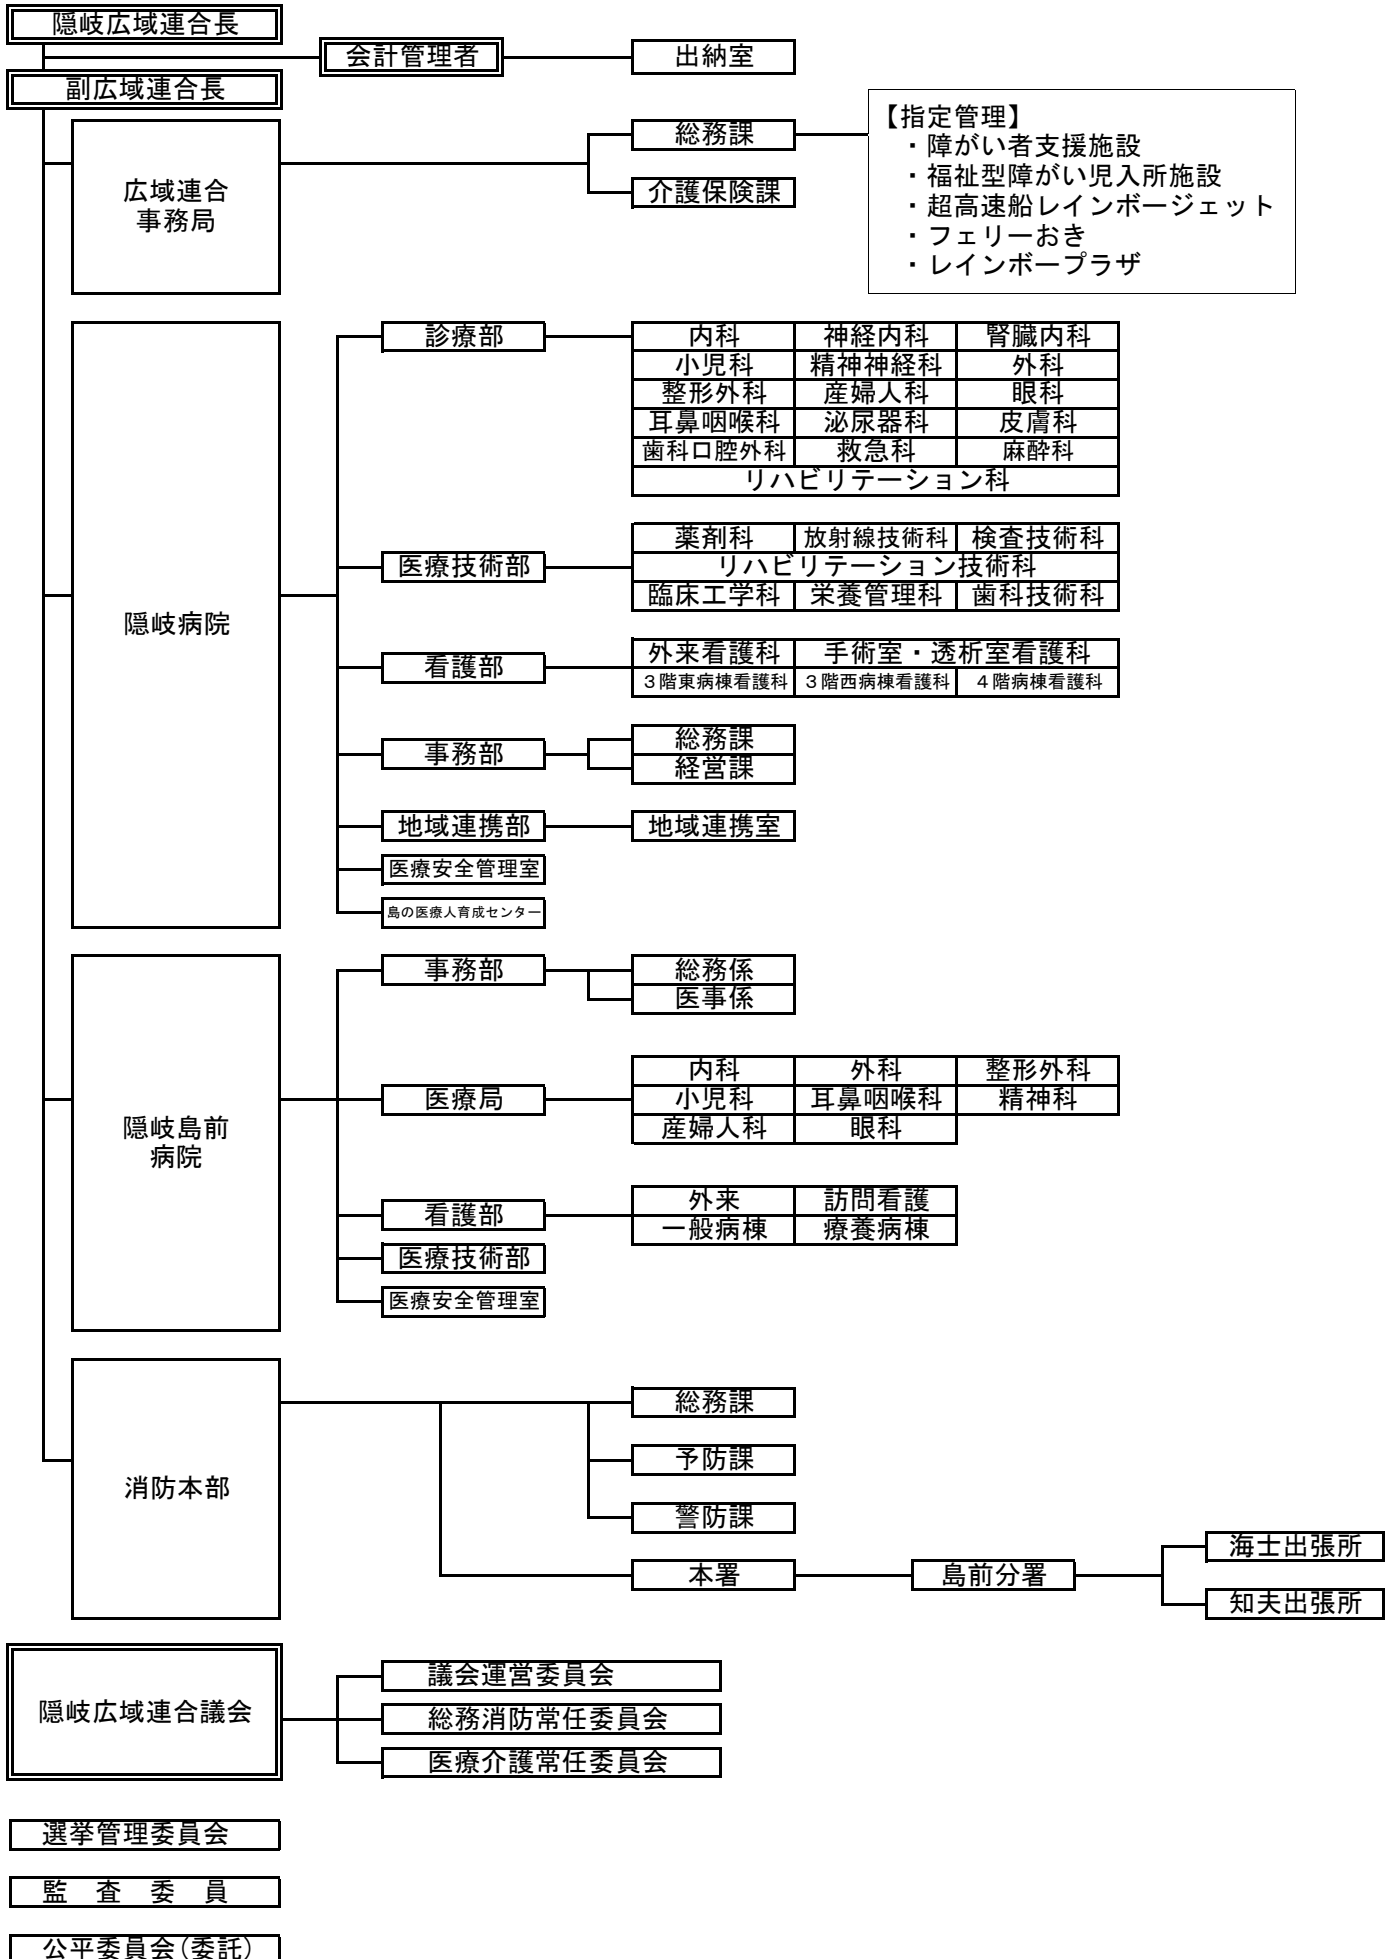 隠岐広域連合長
会計管理者
出納室
副広域連合長
広域連合
事務局
総務課
介護保険課
【指定管理】
・障がい者支援施設
・福祉型障がい児入所施設
・超高速船レインボージェット
・フェリーおき
・レインボープラザ
隠岐病院
診療部
内科 神経内科 腎臓内科
小児科 精神神経科 外科
整形外科 産婦人科 眼科
耳鼻咽喉科 泌尿器科 皮膚科
歯科口腔外科 救急科 麻酔科
リハビリテーション科
医療技術部
薬剤科 放射線技術科 検査技術科
リハビリテーション技術科
臨床工学科 栄養管理科 歯科技術科
看護部
外来看護科 手術室・透析室看護科
３階東病棟看護科 ３階西病棟看護科 ４階病棟看護科
事務部
総務課
経営課
地域連携部
地域連携室
医療安全管理室
島の医療人育成センター
隠岐島前
病院
事務部
総務係
医事係
医療局
内科 外科 整形外科
小児科 耳鼻咽喉科 精神科
産婦人科 眼科
看護部
外来 訪問看護
一般病棟 療養病棟
医療技術部
医療安全管理室
消防本部
総務課
予防課
警防課
本署
島前分署
海士出張所
知夫出張所
隠岐広域連合議会
議会運営委員会
総務消防常任委員会
医療介護常任委員会
選挙管理委員会
監　査　委　員
公平委員会(委託)